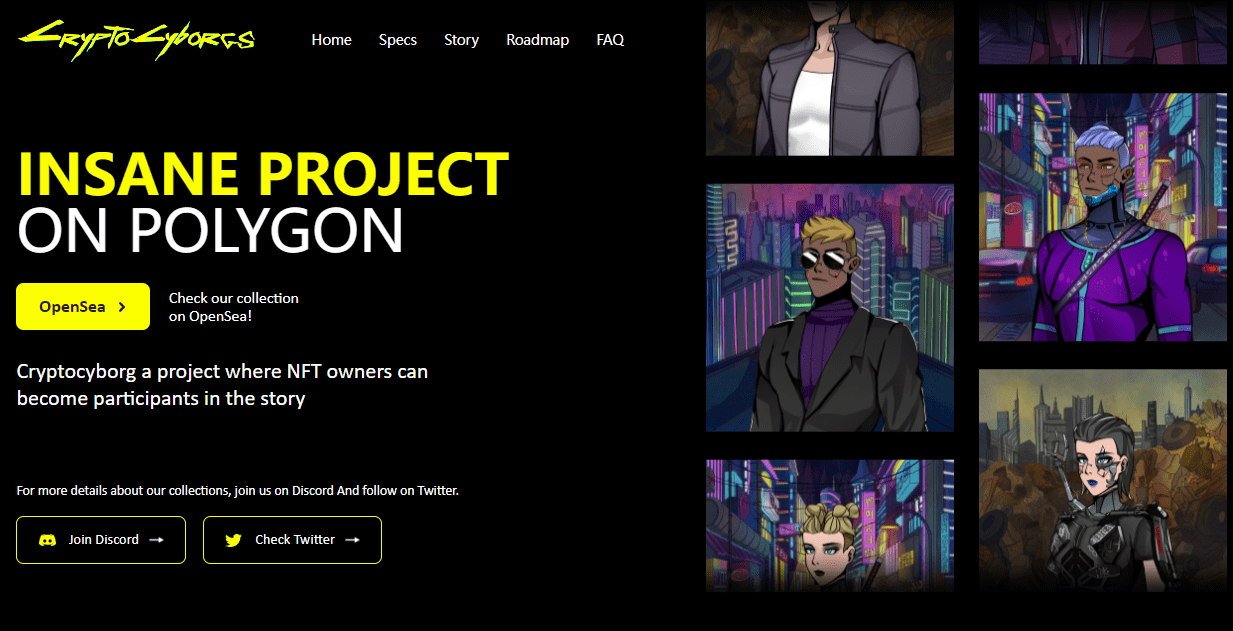 CRYPTOCYBORGS
Home Specs Story Roadmap FAQ
INSANE PROJECT
ON POLYGON
OpenSea
Check our collection
on OpenSea!
Cryptocyborg a project where NFT owners can
become participants in the story
For more details about our collections, join us on Discord And follow on Twitter.
Join Discord
Check Twitter